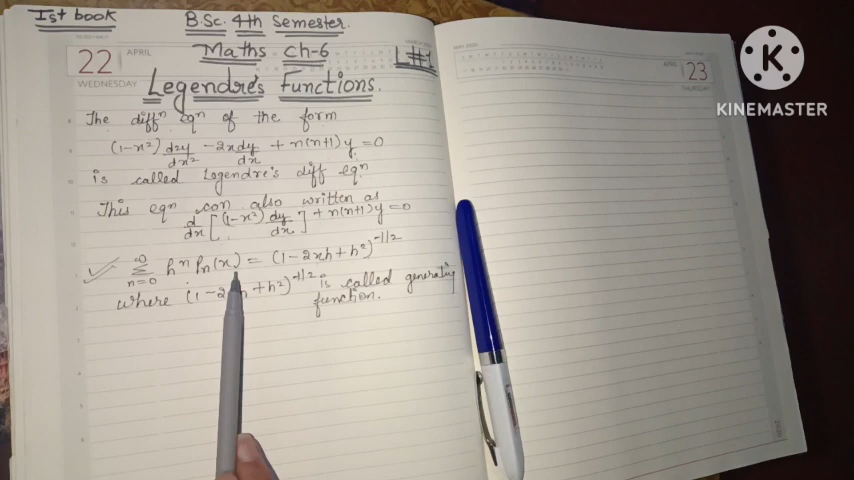 Ist book
B.Sc. 4th Semester.
Maths Ch-6
L#1
22 APRIL
WEDNESDAY
Legendre's Functions.
The diffⁿ eqⁿ of the form
(1-x²) d2y/dx² - 2xdy/dx + n(n+1)y = 0
is called Legendre's diff eqⁿ.
This eqn can also written as
d/dx [(1-x²) dy/dx] + n(n+1)y = 0
∞∑n=0 hⁿ Pn(x) = (1-2xh+h²)^-1/2
where (1-2xh+h²)^-1/2 is called generating
function.
APRIL 23
THURSDAY
K
KINEMASTER